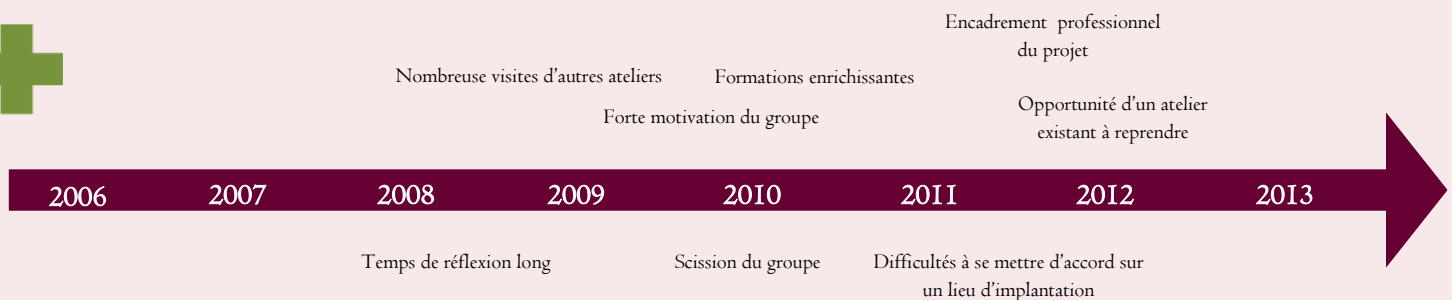 Encadrement professionnel
du projet
Nombreuse visites d'autres ateliers
Formations enrichissantes
Forte motivation du groupe
Opportunité d'un atelier
existant à reprendre
2006 2007 2008 2009 2010 2011 2012 2013
Temps de réflexion long
Scission du groupe
Difficultés à se mettre d'accord sur
un lieu d'implantation